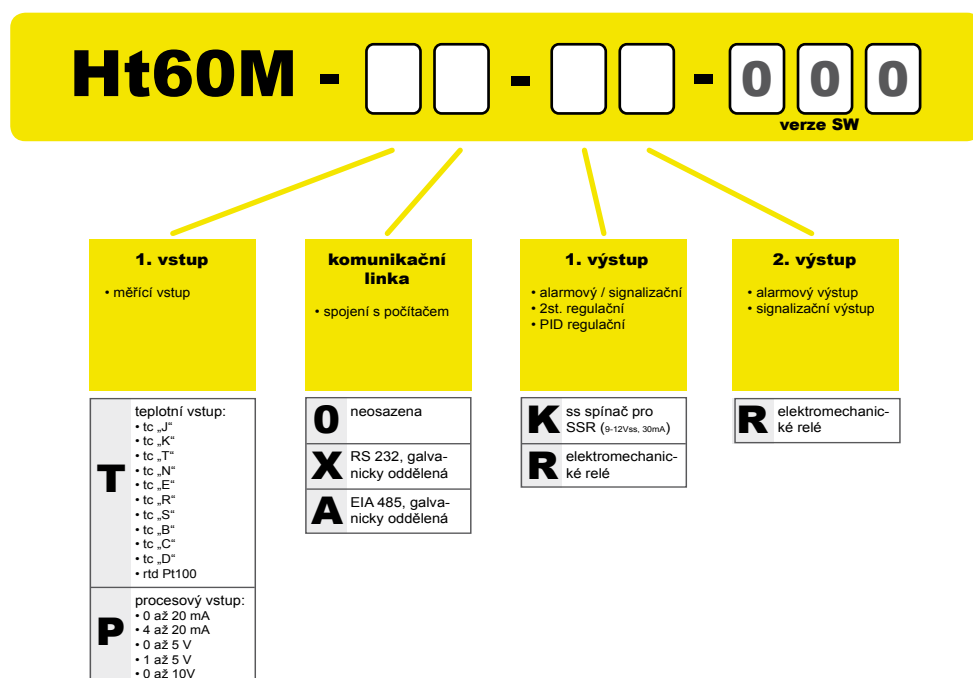 Ht60M - - - 0 0 0
verze SW
1. vstup
• měřící vstup
komunikační
linka
• spojení s počítačem
1. výstup
• alarmový / signalizační
• 2st. regulační
• PID regulační
2. výstup
• alarmový výstup
• signalizační výstup
T
teplotní vstup:
• tc „J“
• tc „K“
• tc „T“
• tc „N“
• tc „E“
• tc „R“
• tc „S“
• tc „B“
• tc „C“
• tc „D“
• rtd Pt100
P
procesový vstup:
• 0 až 20 mA
• 4 až 20 mA
• 0 až 5 V
• 1 až 5 V
• 0 až 10V
0
neosazena
X
RS 232, galva-
nicky oddělená
A
EIA 485, galva-
nicky oddělená
K
ss spínač pro
SSR (9-12Vss, 30mA)
R
elektromechanic-
ké relé
R
elektromechanic-
ké relé